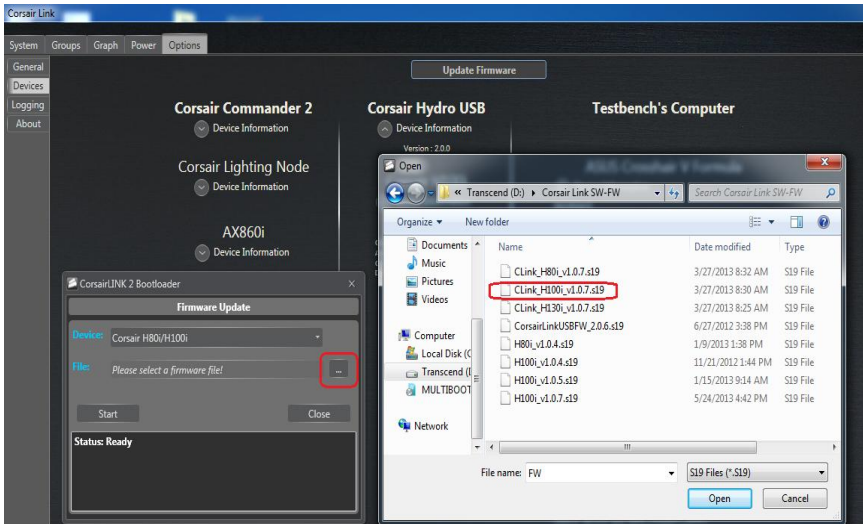 Corsair Link
System Groups Graph Power Options
General
Devices
Logging
About
Update Firmware
Corsair Commander 2
Device Information
Corsair Lighting Node
Device Information
AX860i
Device Information
Corsair Hydro USB
Device Information
Version : 2.0.0
Testbench's Computer
ASUS Crosshair V Formula
CorsairLINK 2 Bootloader
Firmware Update
Device: Corsair H80i/H100i
File: Please select a firmware file!
...
Start Close
Status: Ready
Open
« Transcend (D:) Corsair Link SW-FW
Search Corsair Link SW-FW
Organize New folder
Documents
Music
Pictures
Videos
Computer
Local Disk (C
Transcend (I
MULTIBOOT
Network
Name Date modified Type
CLink_H80i_v1.0.7.s19 3/27/2013 8:32 AM S19 File
CLink_H100i_v1.0.7.s19 3/27/2013 8:30 AM S19 File
CLink_H130i_v1.0.7.s19 3/27/2013 8:25 AM S19 File
CorsairLinkUSBFW_2.0.6.s19 6/27/2012 3:38 PM S19 File
H80i_v1.0.4.s19 1/9/2013 1:38 PM S19 File
H100i_v1.0.4.s19 11/21/2012 1:44 PM S19 File
H100i_v1.0.5.s19 1/15/2013 9:14 AM S19 File
H100i_v1.0.7.s19 5/24/2013 4:42 PM S19 File
File name: FW
S19 Files (*.S19)
Open Cancel